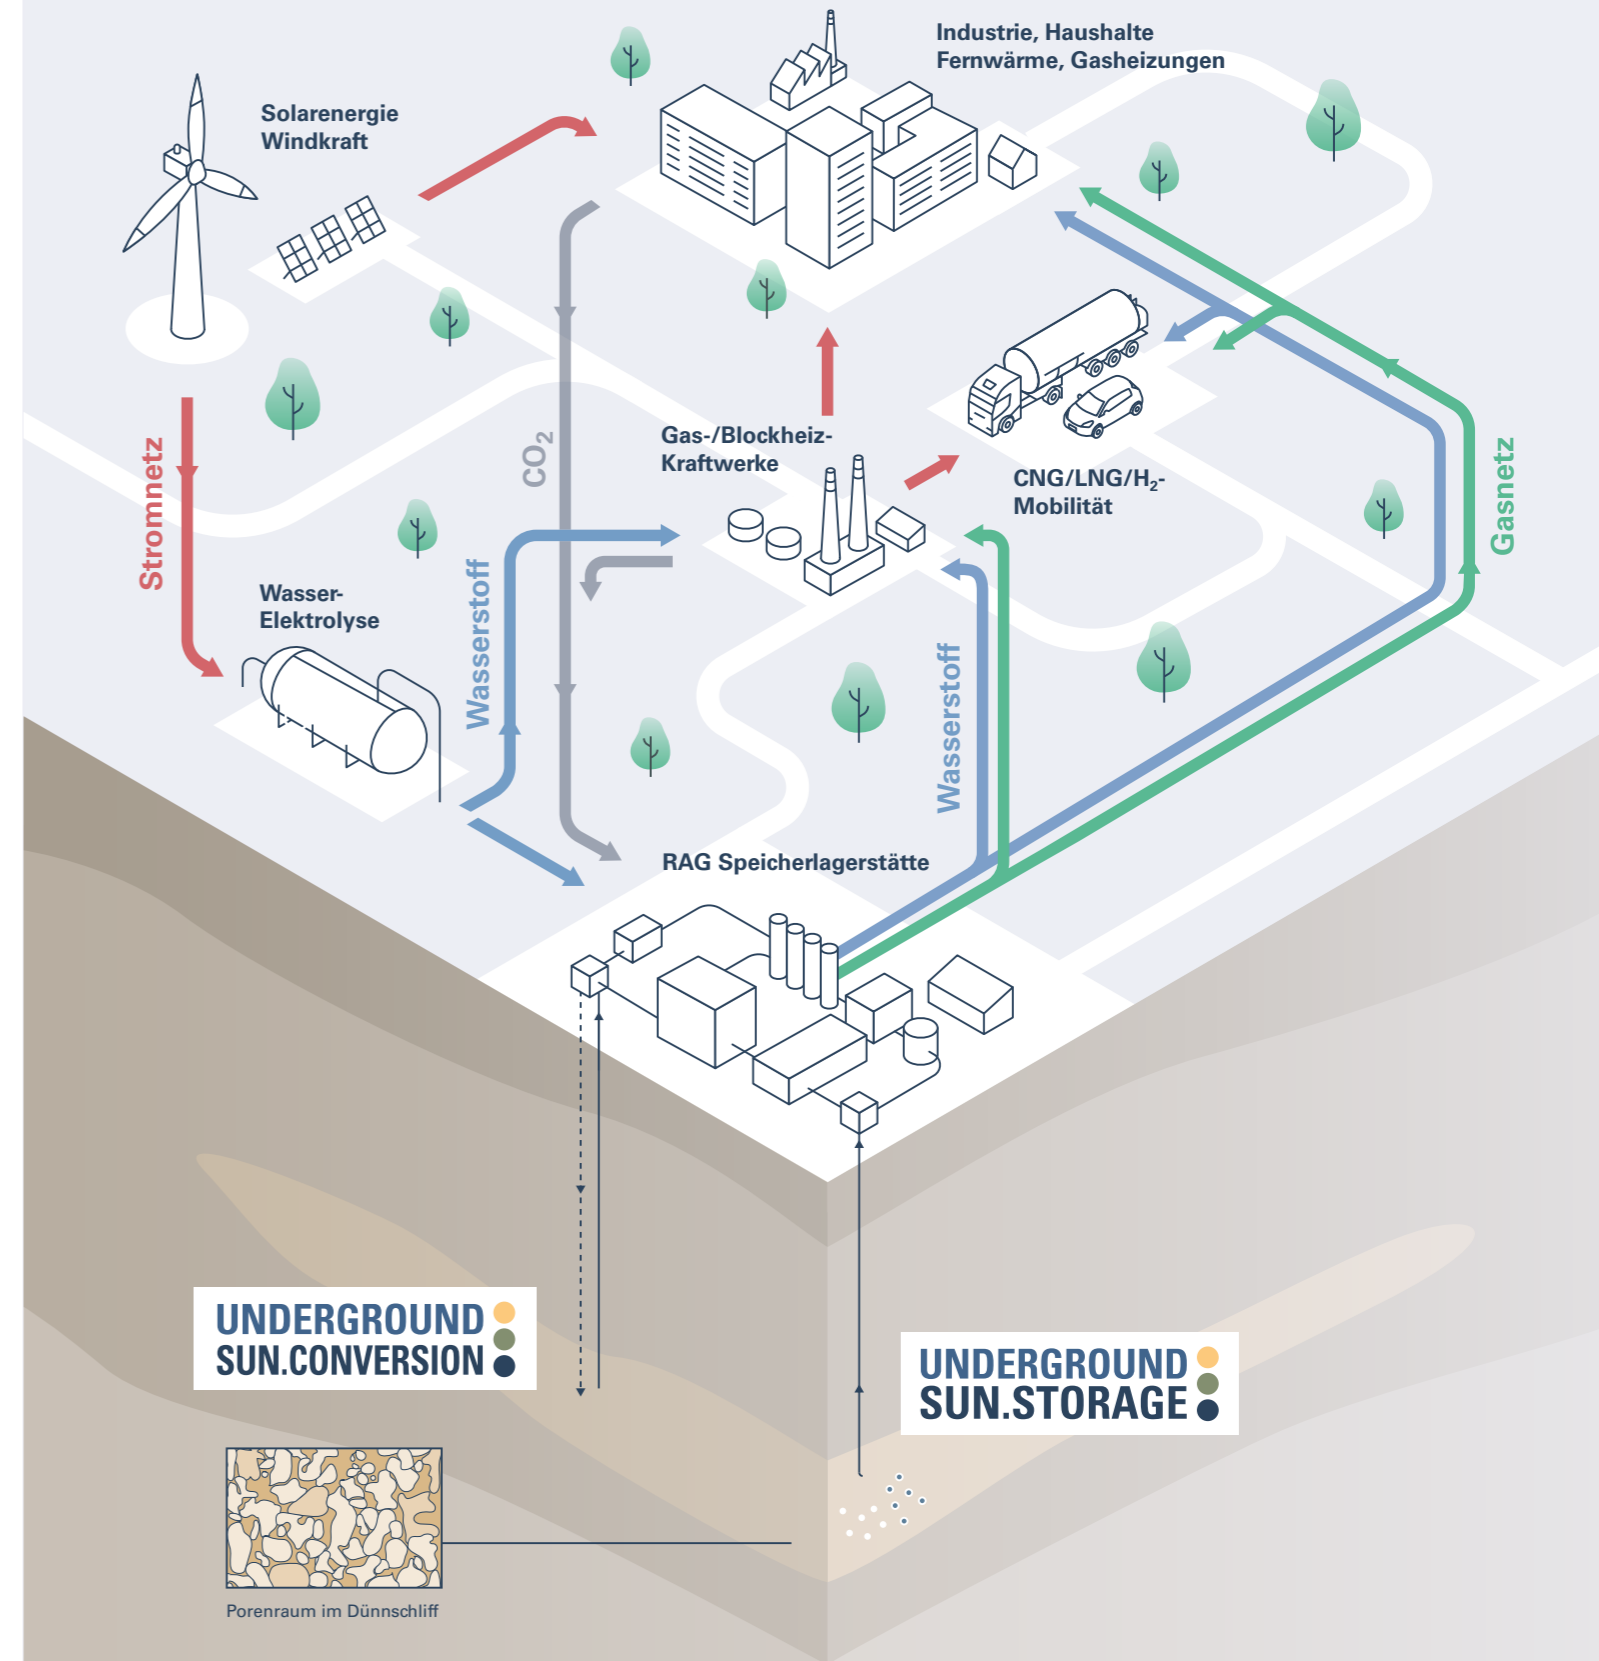 Industrie, Haushalte
Fernwärme, Gasheizungen
Solarenergie
Windkraft
Stromnetz
CO₂
Gas-/Blockheiz-
Kraftwerke
CNG/LNG/H₂-
Mobilität
Gasnetz
Wasser-
Elektrolyse
Wasserstoff
Wasserstoff
RAG Speicherlagerstätte
UNDERGROUND
SUN.CONVERSION
UNDERGROUND
SUN.STORAGE
Porenraum im Dünnschliff